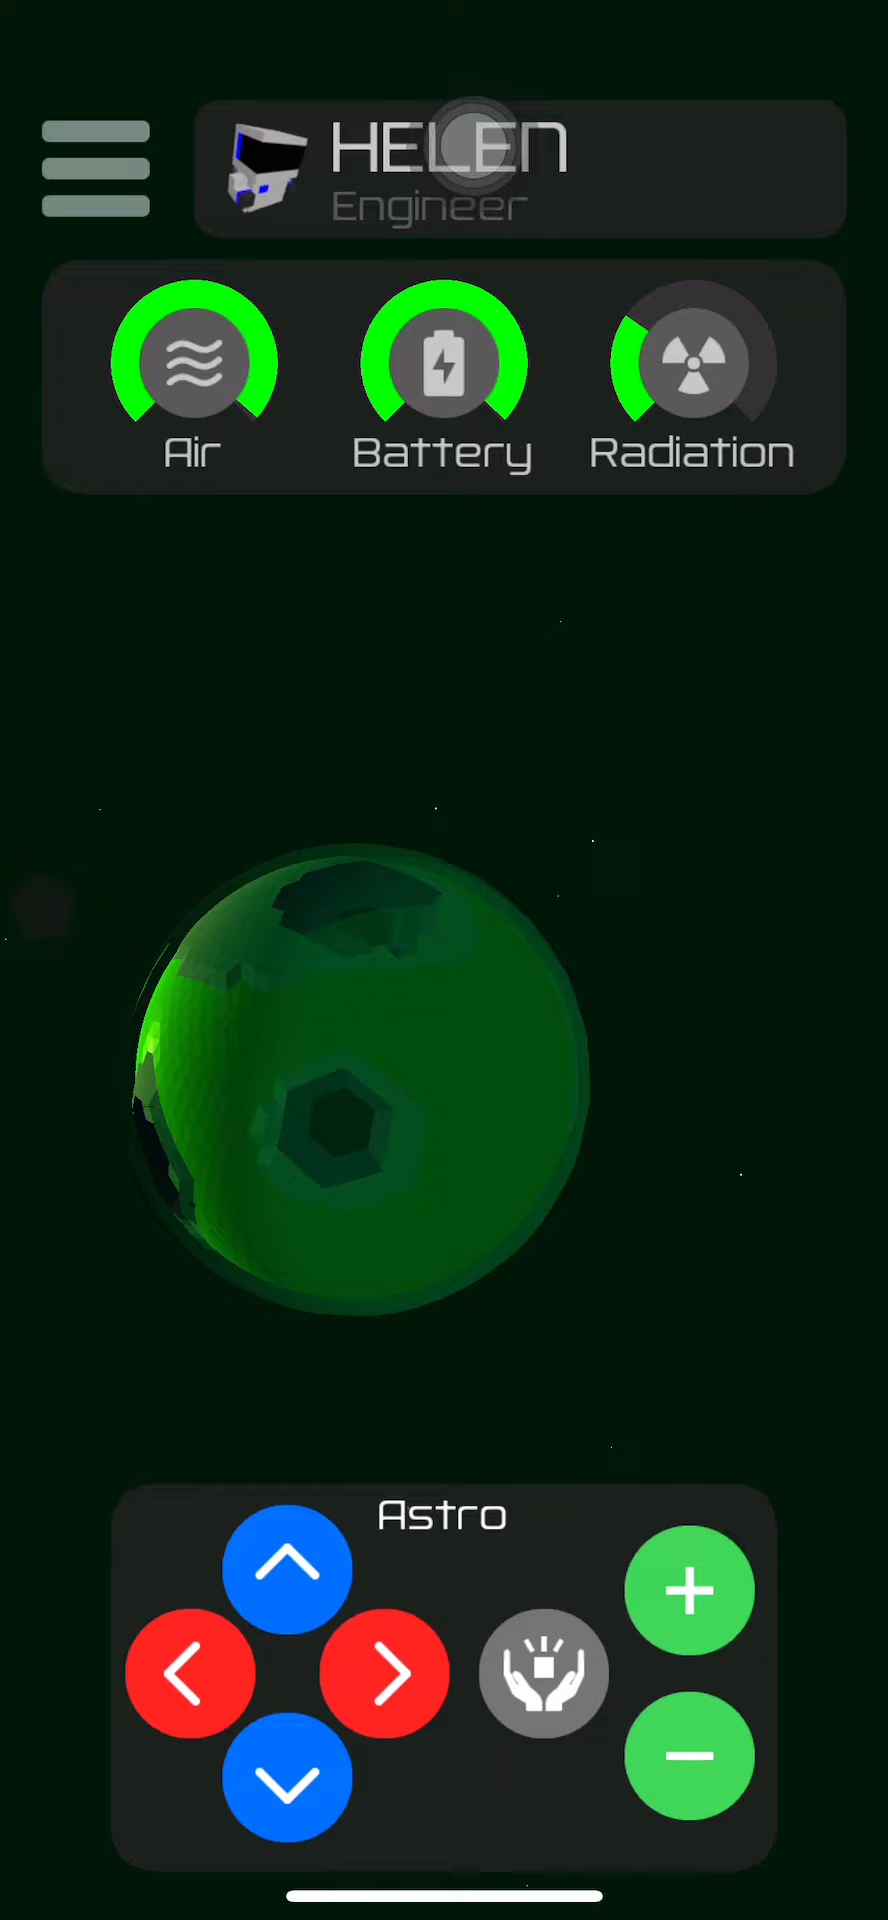 HELEN
Engineer
Air
Battery
Radiation
Astro